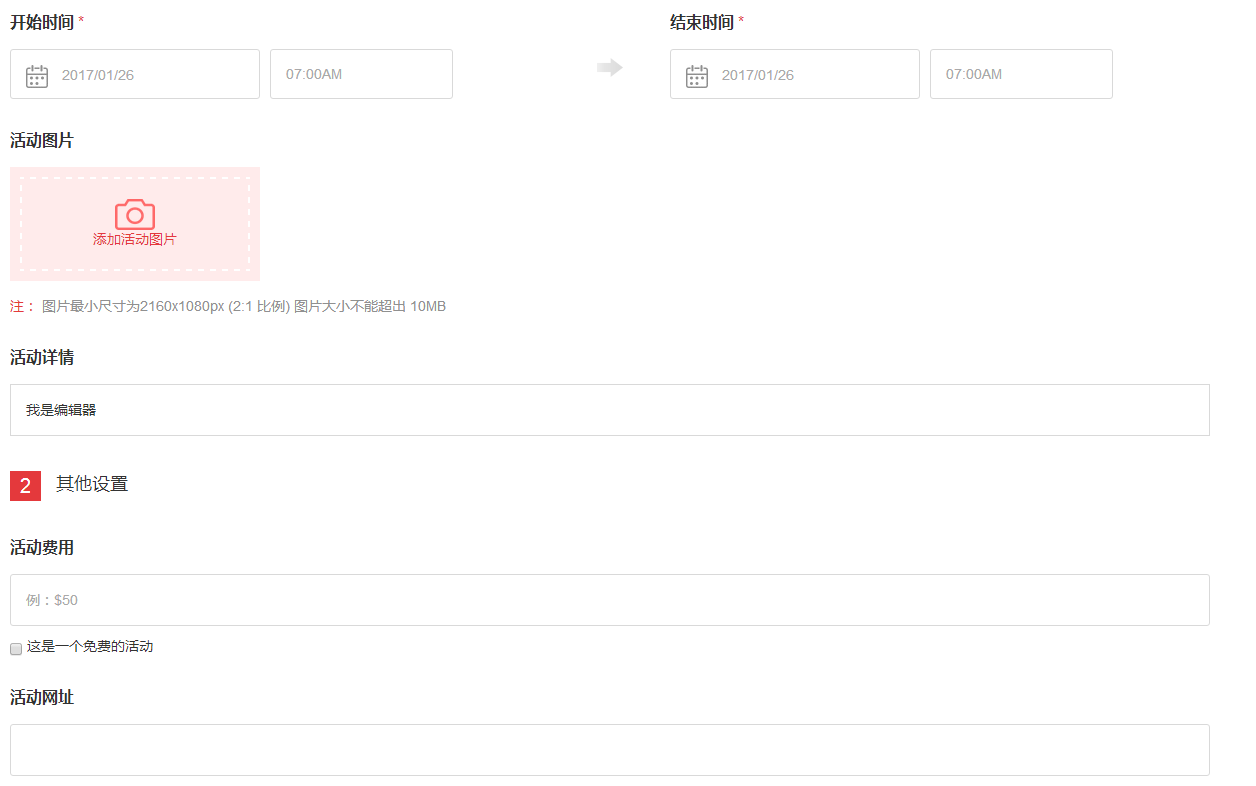 开始时间 *
结束时间 *
2017/01/26
07:00AM
2017/01/26
07:00AM
活动图片
添加活动图片
注： 图片最小尺寸为2160x1080px (2:1 比例) 图片大小不能超出 10MB
活动详情
我是编辑器
2 其他设置
活动费用
例：$50
这是一个免费的活动
活动网址